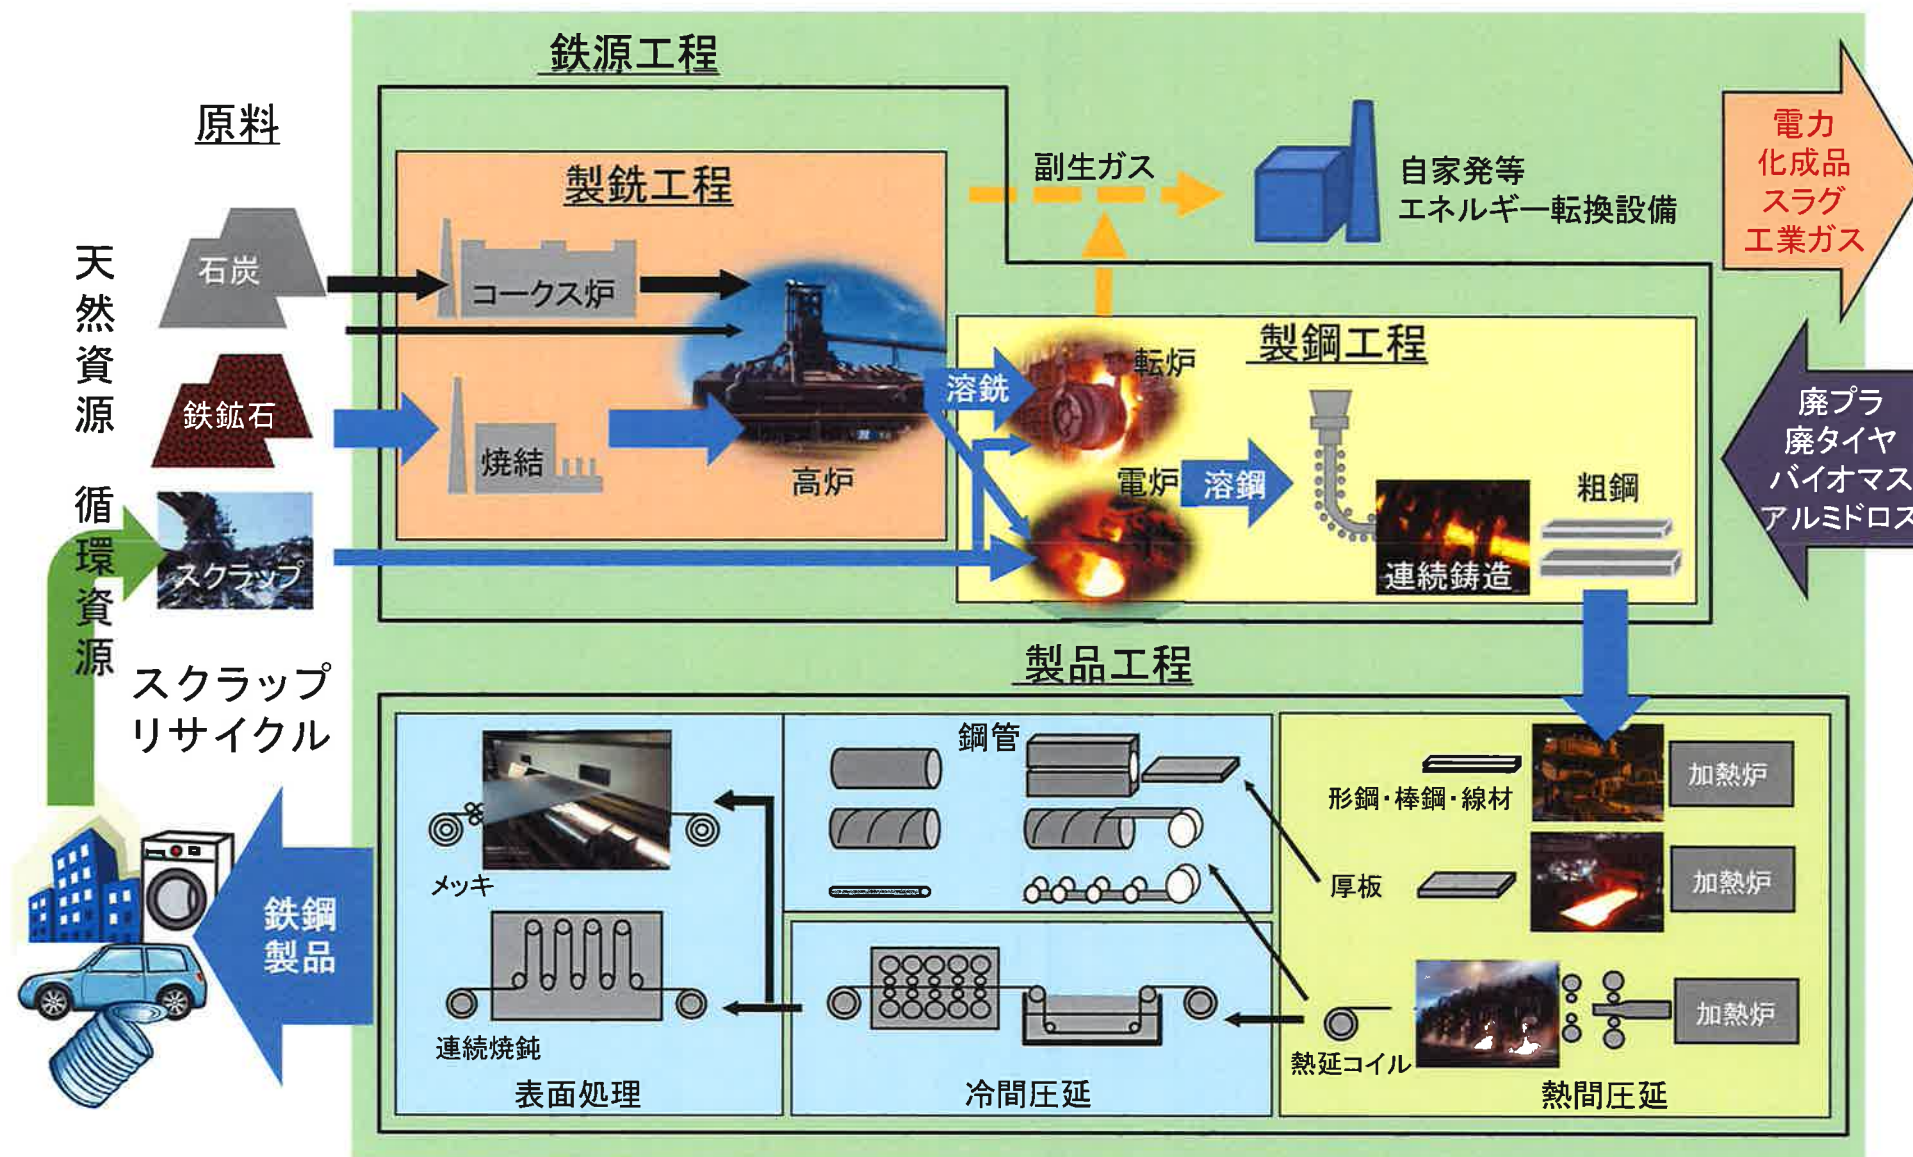 鉄源工程
原料
天然資源
循環資源
石炭
鉄鉱石
スクラップ
スクラップ
リサイクル
製銑工程
コークス炉
焼結
高炉
副生ガス
自家発等
エネルギー転換設備
溶銑
製鋼工程
転炉
電炉
溶鋼
連続鋳造
粗鋼
電力
化成品
スラグ
工業ガス
廃プラ
廃タイヤ
バイオマス
アルミドロス
製品工程
鉄鋼
製品
メッキ
連続焼鈍
表面処理
鋼管
冷間圧延
形鋼・棒鋼・線材
加熱炉
厚板
加熱炉
熱延コイル
加熱炉
熱間圧延